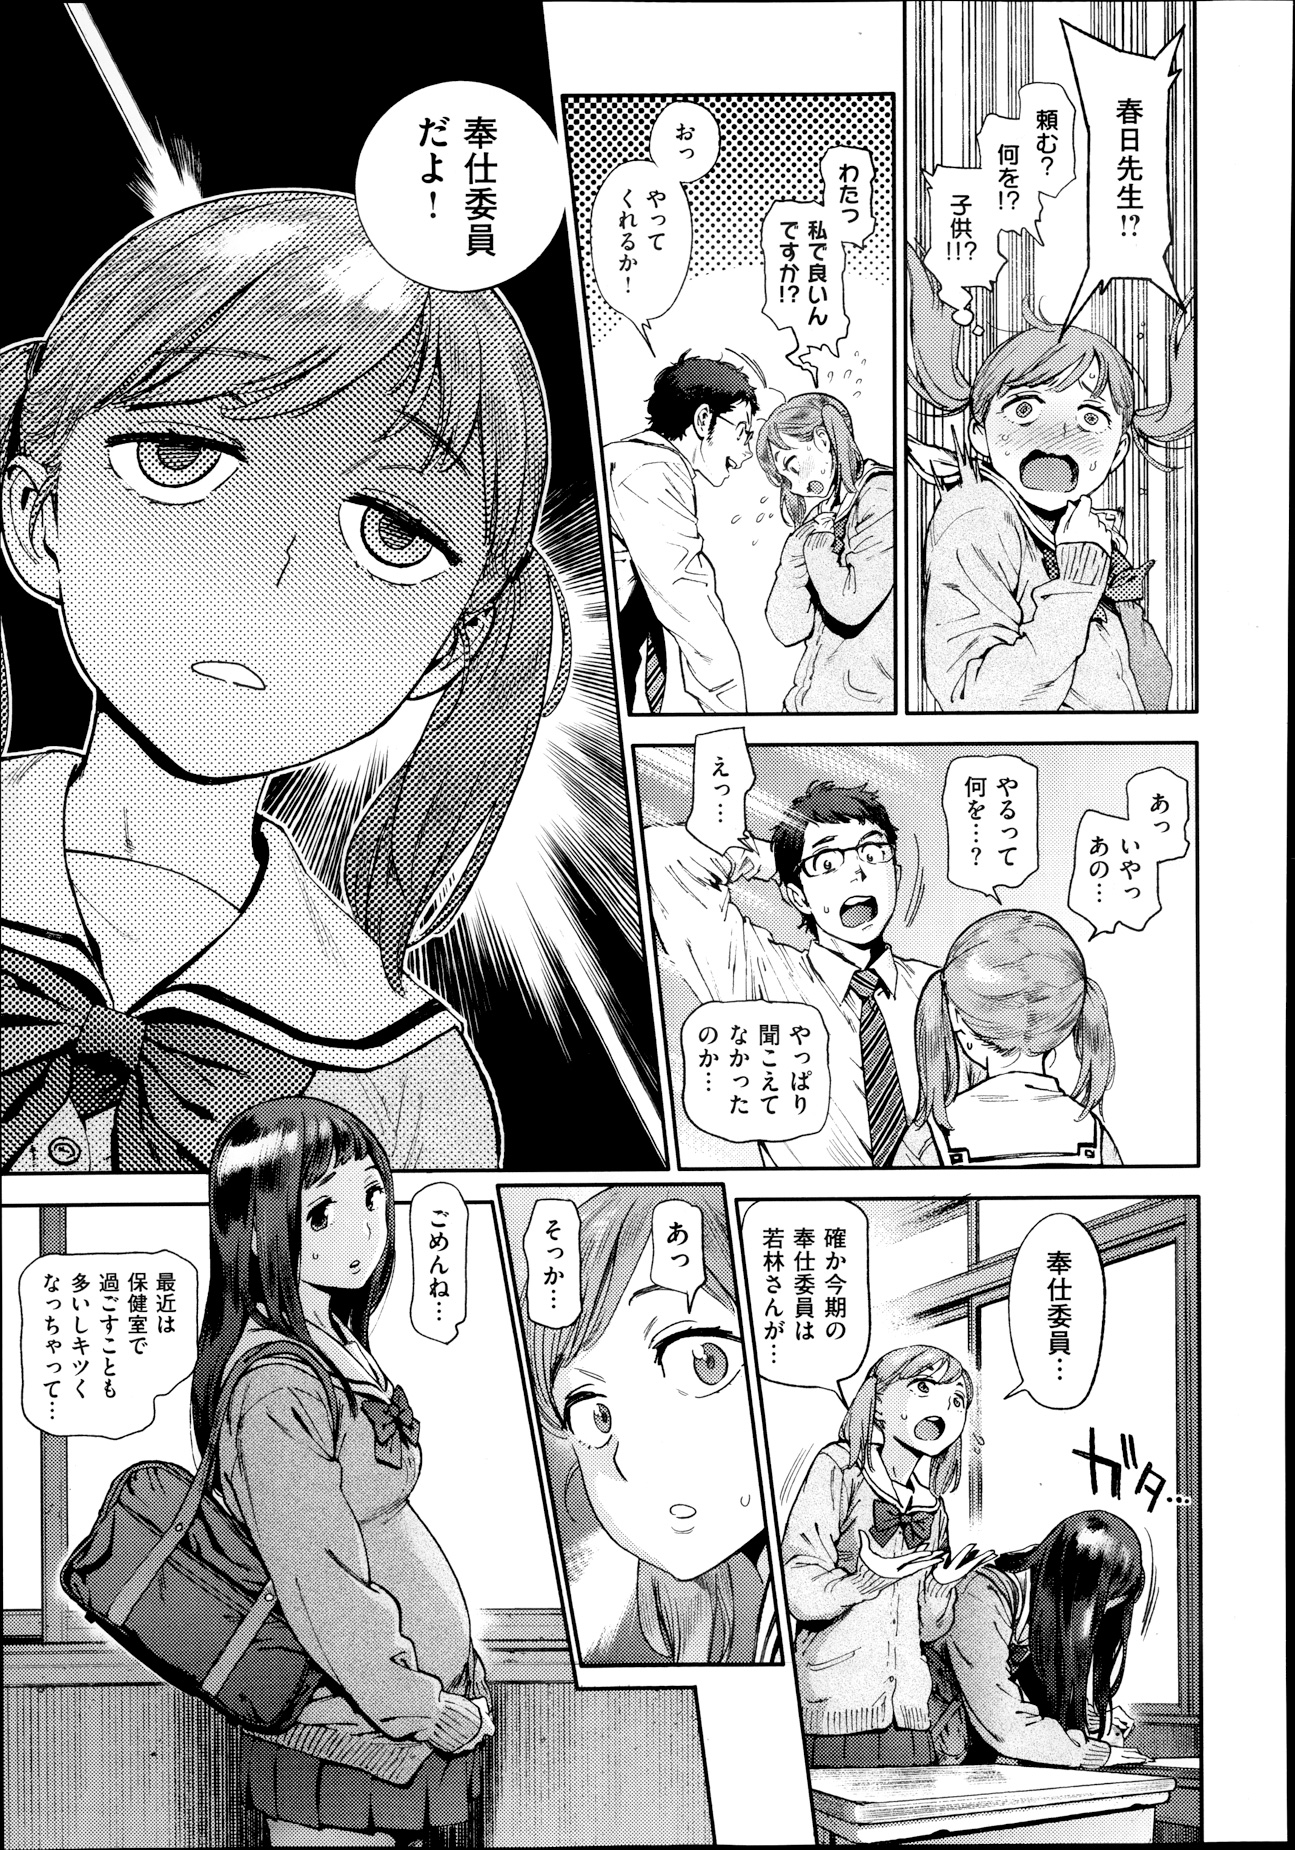 春日先生!?
頼む?
何を!?
子供!!?
わたっ
私で良いん
ですか!?
おっ
やって
くれるか!
あっ
いやっ
あの…
やるって
何を…?
えっ…
やっぱり
聞こえて
なかった
のか…
奉仕委員
だよ!
奉仕委員…
ガタ…
確か今期の
奉仕委員は
若林さんが…
あっ
そっか…
ごめんね…
最近は
保健室で
過ごすことも
多いしキツく
なっちゃって…